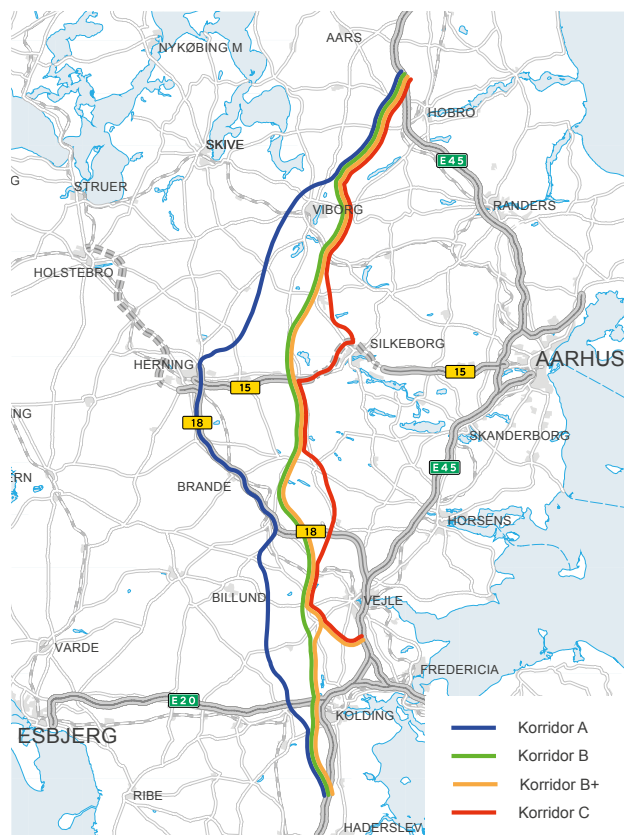 AARS
NYKØBING M
HOBRO
SKIVE
E45
G
STRUER
RANDERS
VIBORG
HOLSTEBRO
SILKEBORG
AARHUS
HERNING
15
15
ING
18
SKANDERBORG
E45
ERN
BRANDE
HORSENS
18
BILLUND
VEJLE
VARDE
FREDERICIA
E20
KOLDING
ESBJERG
RIBE
HADERSLEV
Korridor A
Korridor B
Korridor B+
Korridor C